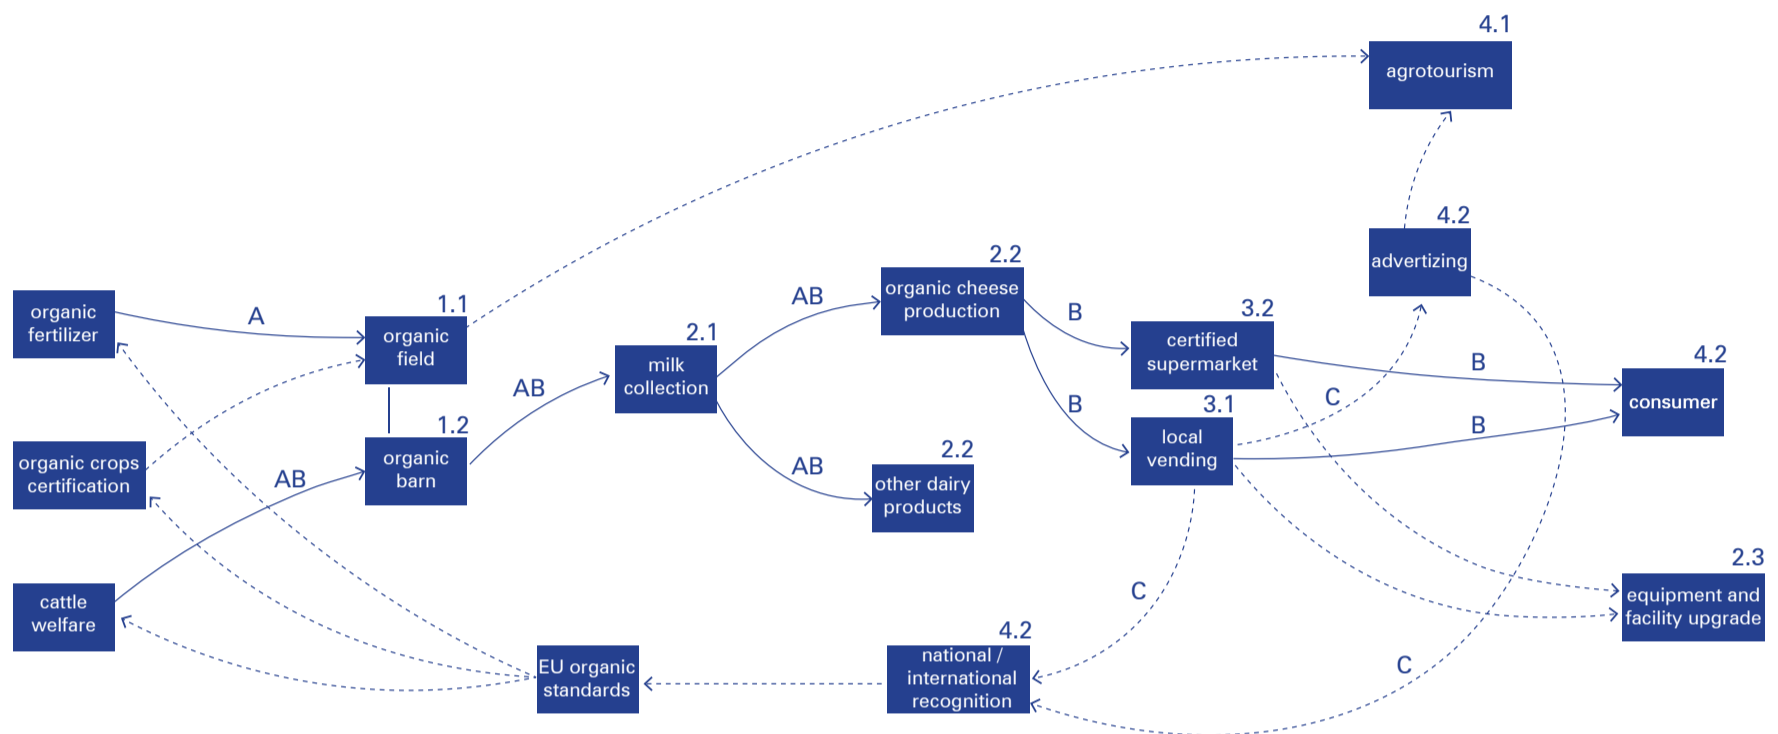 4.1
agrotourism
4.2
advertizing
2.2
organic cheese
production
AB
B
3.2
certified
supermarket
organic
fertilizer
A
1.1
organic
field
2.1
milk
collection
AB
B
4.2
consumer
B
C
B
3.1
local
vending
1.2
organic
barn
AB
organic crops
certification
AB
2.2
other dairy
products
cattle
welfare
2.3
equipment and
facility upgrade
C
C
4.2
national /
international
recognition
EU organic
standards